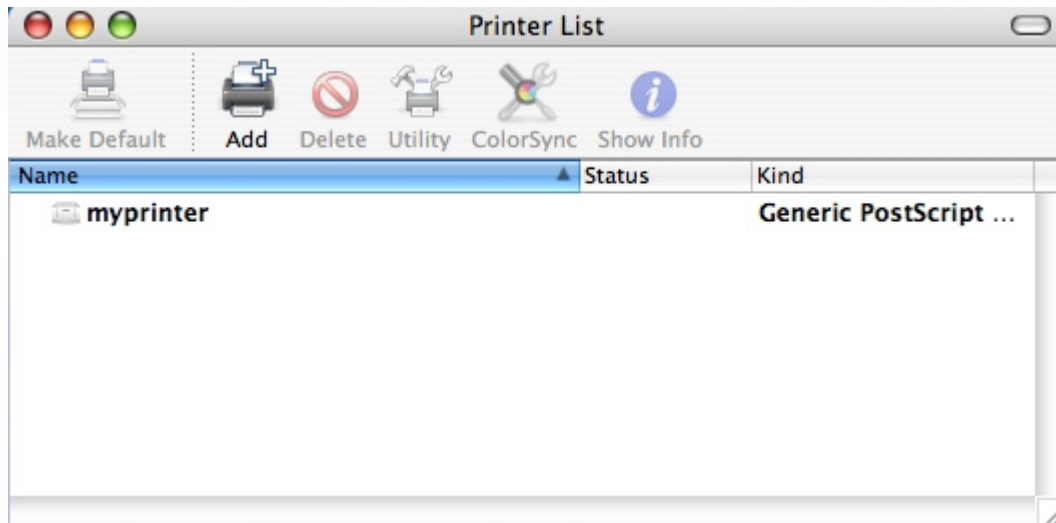 Printer List
Make Default Add Delete Utility ColorSync Show Info
Name Status Kind
myprinter Generic PostScript ...